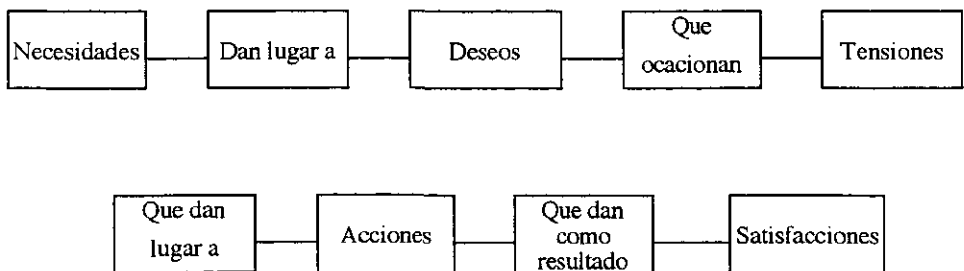 Necesidades
Dan lugar a
Deseos
Que
ocacionan
Tensiones
Que dan
lugar a
Acciones
Que dan
como
resultado
Satisfacciones